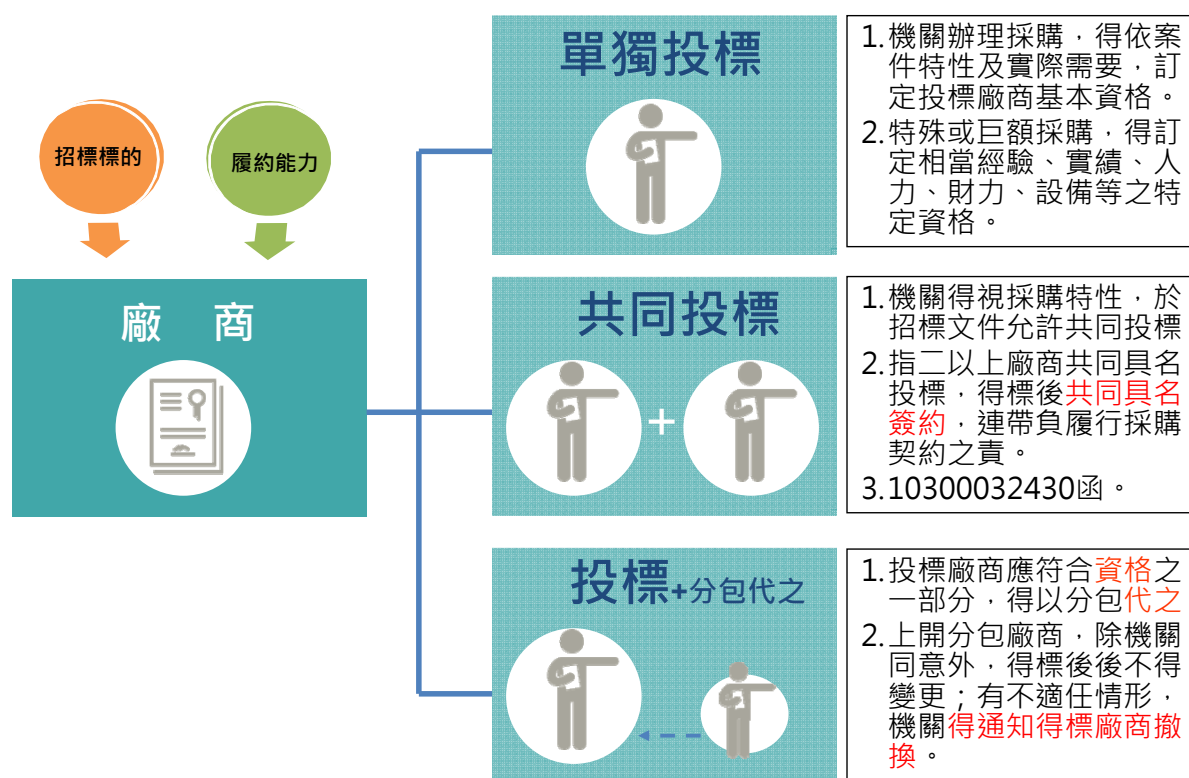 招標標的
履約能力
廠 商
單獨投標
1.機關辦理採購，得依案
件特性及實際需要，訂
定投標廠商基本資格。
2.特殊或巨額採購，得訂
定相當經驗、實績、人
力、財力、設備等之特
定資格。
共同投標
+
1.機關得視採購特性，於
招標文件允許共同投標
2.指二以上廠商共同具名
投標，得標後共同具名
簽約，連帶負履行採購
契約之責。
3.10300032430函。
投標+分包代之
1.投標廠商應符合資格之
一部分，得以分包代之
2.上開分包廠商，除機關
同意外，得標後後不得
變更；有不適任情形，
機關得通知得標廠商撤
換。